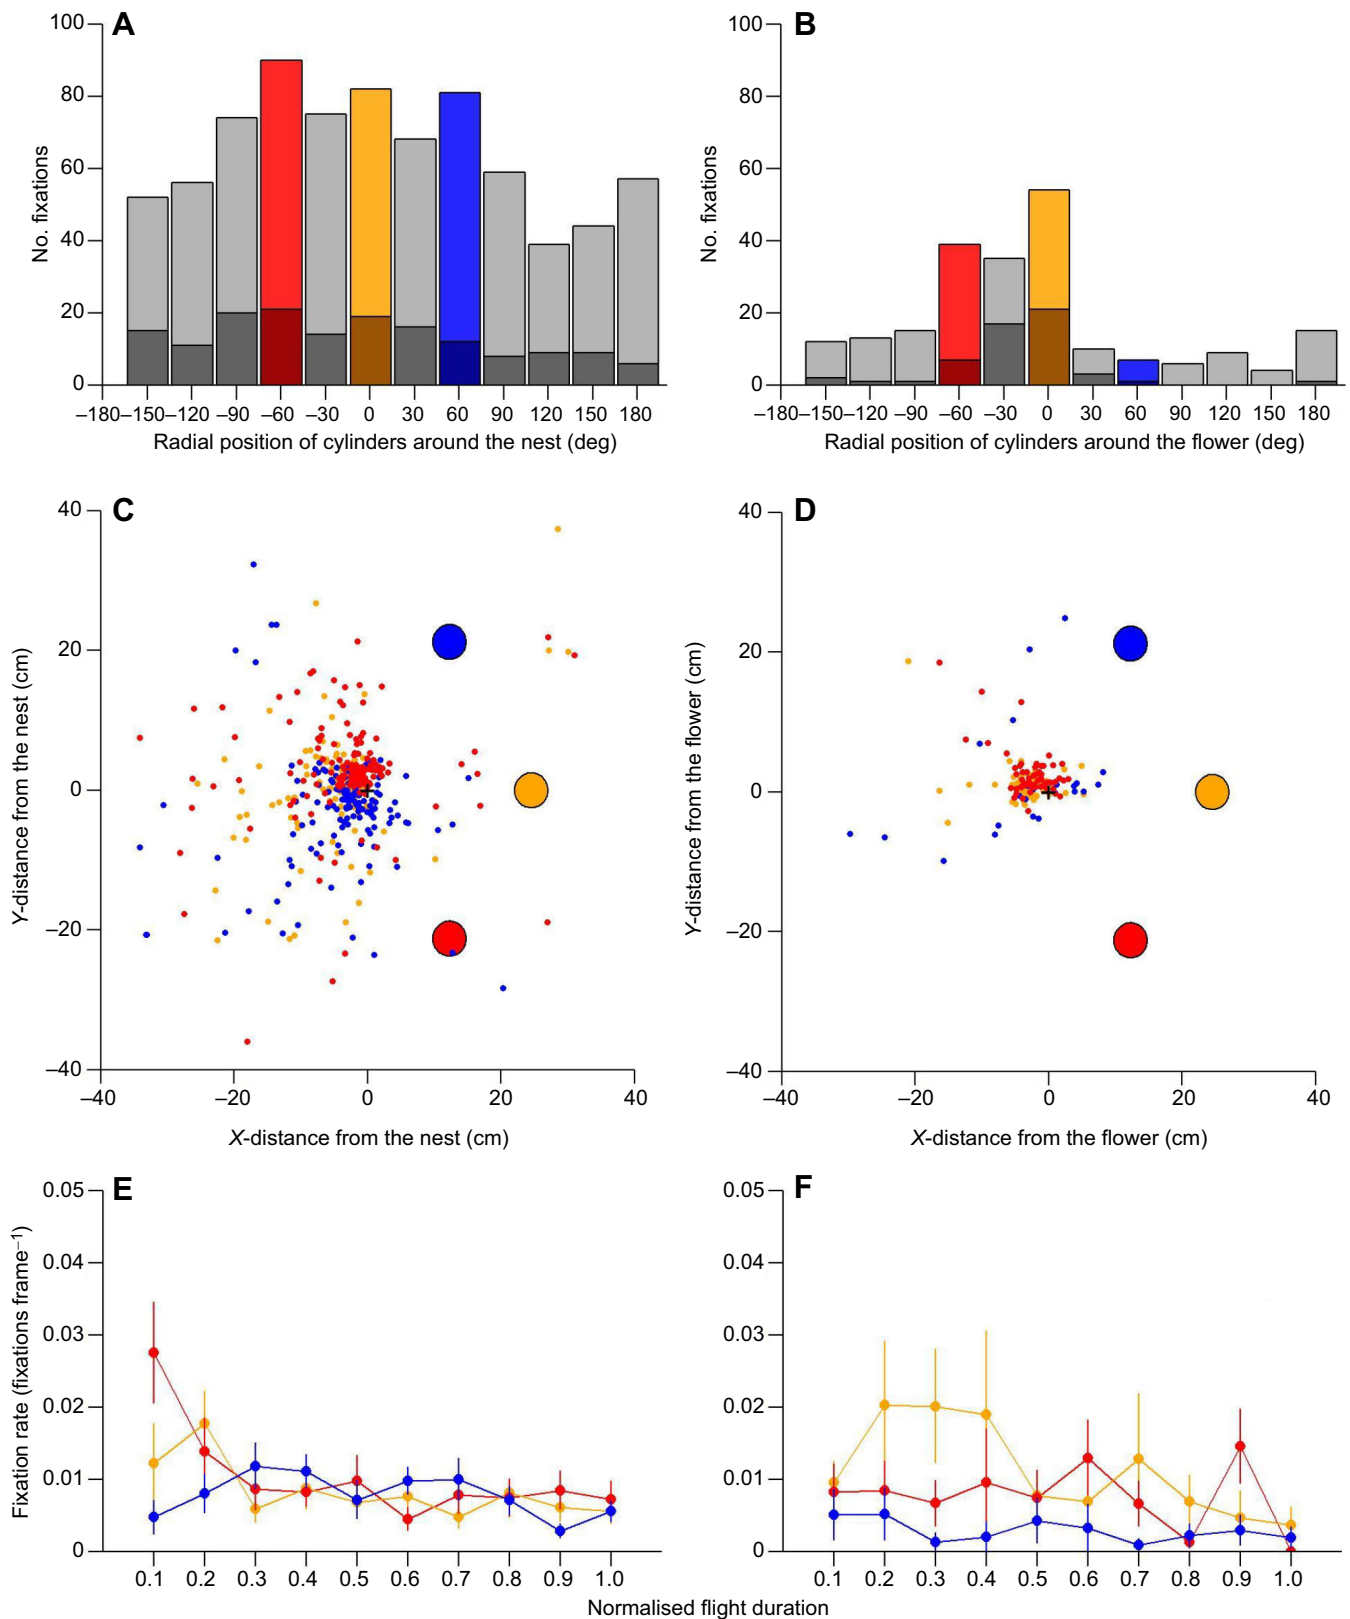 A
100
80
60
40
20
0
No. fixations
–180 –150 –120 –90 –60 –30 0 30 60 90 120 150 180
Radial position of cylinders around the nest (deg)
B
100
80
60
40
20
0
No. fixations
–180 –150 –120 –90 –60 –30 0 30 60 90 120 150 180
Radial position of cylinders around the flower (deg)
C
40
20
0
–20
–40
Y-distance from the nest (cm)
–40 –20 0 20 40
X-distance from the nest (cm)
D
40
20
0
–20
–40
Y-distance from the flower (cm)
–40 –20 0 20 40
X-distance from the flower (cm)
E
0.05
0.04
0.03
0.02
0.01
0
Fixation rate (fixations frame⁻¹)
0.1 0.2 0.3 0.4 0.5 0.6 0.7 0.8 0.9 1.0
F
0.05
0.04
0.03
0.02
0.01
0
0.1 0.2 0.3 0.4 0.5 0.6 0.7 0.8 0.9 1.0
Normalised flight duration